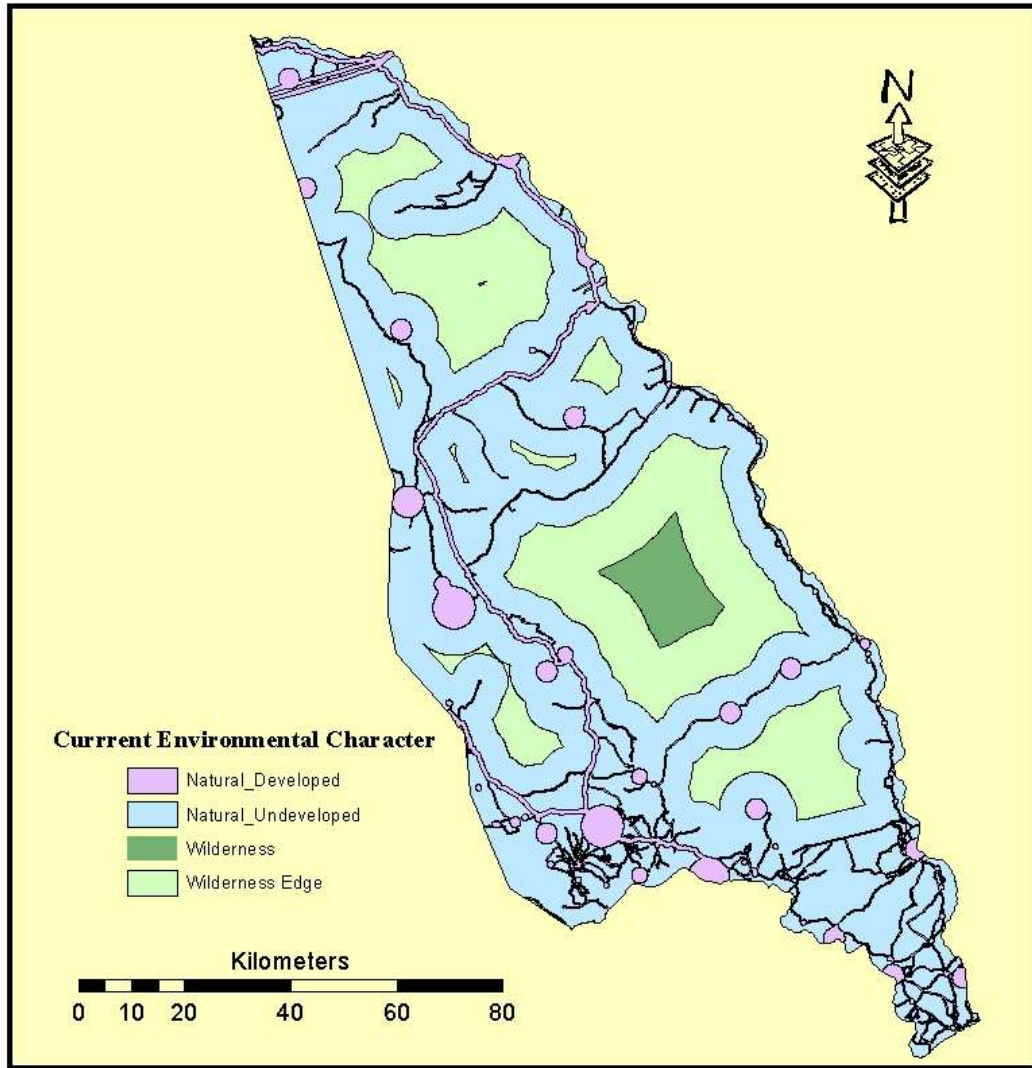 N
Currrent Environmental Character
Natural_Developed
Natural_Undeveloped
Wilderness
Wilderness Edge
Kilometers
0 10 20 40 60 80